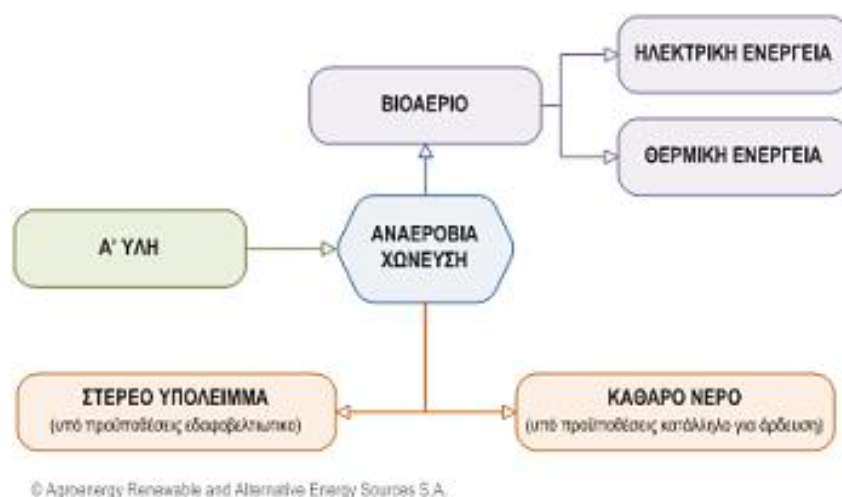 ΗΛΕΚΤΡΙΚΗ ΕΝΕΡΓΕΙΑ
ΒΙΟΑΕΡΙΟ
ΘΕΡΜΙΚΗ ΕΝΕΡΓΕΙΑ
Α' ΥΛΗ
ΑΝΑΕΡΟΒΙΑ
ΧΩΝΕΥΣΗ
ΣΤΕΡΕΟ ΥΠΟΛΕΙΜΜΑ
(υπό προϋποθέσεις εδαφοβελτιωτικο)
ΚΑΘΑΡΟ ΝΕΡΟ
(υπό προϋποθέσεις κατάλληλο για άρδευση)
© Agroenergy Renewable and Alternative Energy Sources S.A.